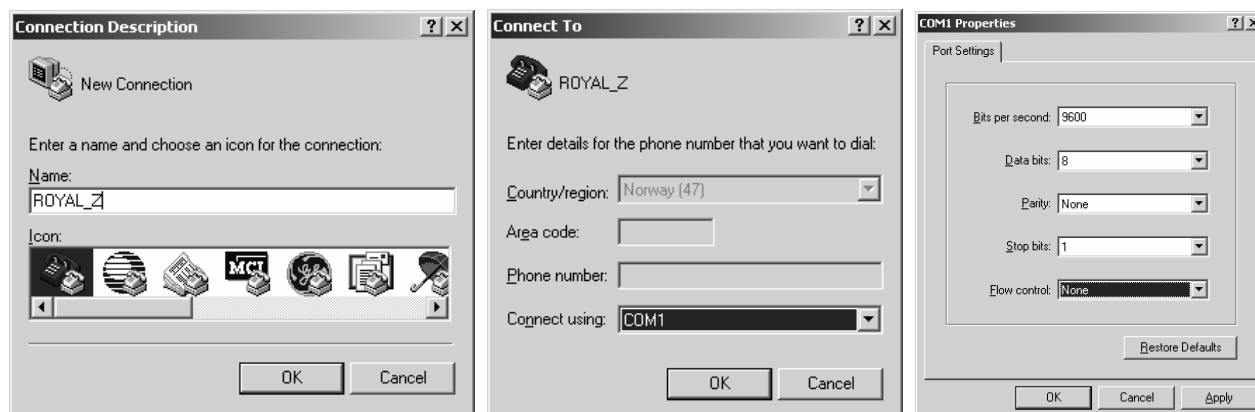 Connection Description
New Connection
Enter a name and choose an icon for the connection:
Name:
ROYAL_Z
Icon:
MCI
OK Cancel
Connect To
ROYAL_Z
Enter details for the phone number that you want to dial:
Country/region: Norway (47)
Area code:
Phone number:
Connect using: COM1
OK Cancel
COM1 Properties
Port Settings
Bits per second: 9600
Data bits: 8
Parity: None
Stop bits: 1
Flow control: None
Restore Defaults
OK Cancel Apply